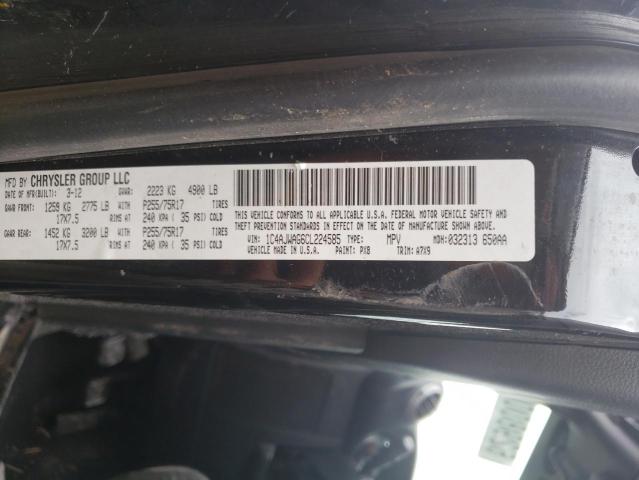 MFD BY CHRYSLER GROUP LLC
DATE OF MFR(BUILT): 3-12 GVWR: 2223 KG 4900 LB
GAWR FRONT: 1259 KG 2775 LB P255/75R17 TIRES
17X7.5 RIMS AT 240 KPA ( 35 PSI) COLD
GAWR REAR: 1452 KG 3200 LB P255/75R17 TIRES
17X7.5 RIMS AT 240 KPA ( 35 PSI) COLD
THIS VEHICLE CONFORMS TO ALL APPLICABLE U.S.A. FEDERAL MOTOR VEHICLE SAFETY
AND THEFT PREVENTION STANDARDS IN EFFECT ON THE DATE OF MANUFACTURE SHOWN ABOVE.
VIN: 1C4AJWAG6CL224585 TYPE: MPV MDH:032313 650AA
VEHICLE MADE IN U.S.A. PAINT: PX8 TRIM: A7X9